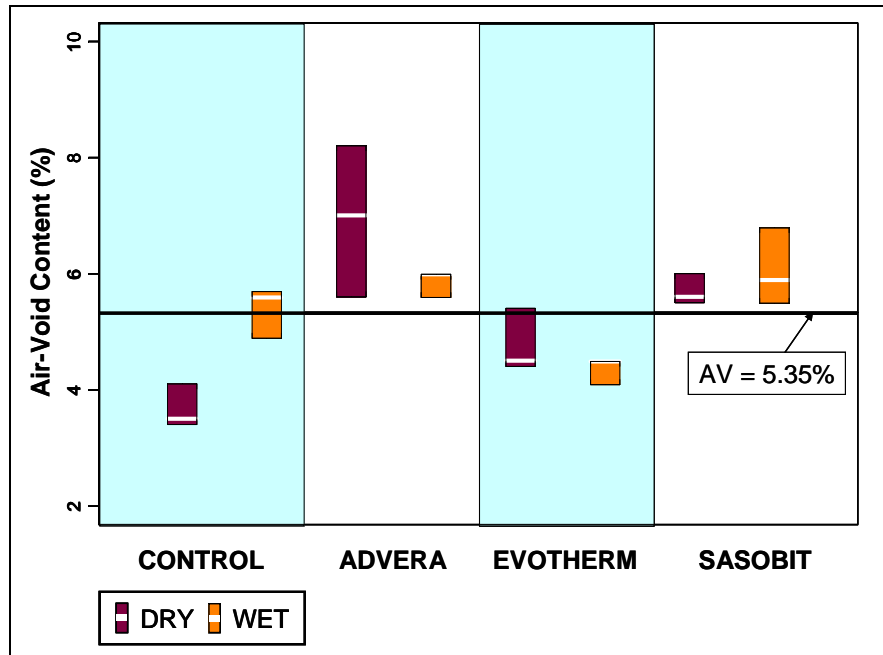 Air-Void Content (%)
10
8
6
4
2
AV = 5.35%
CONTROL ADVERA EVOTHERM SASOBIT
DRY WET